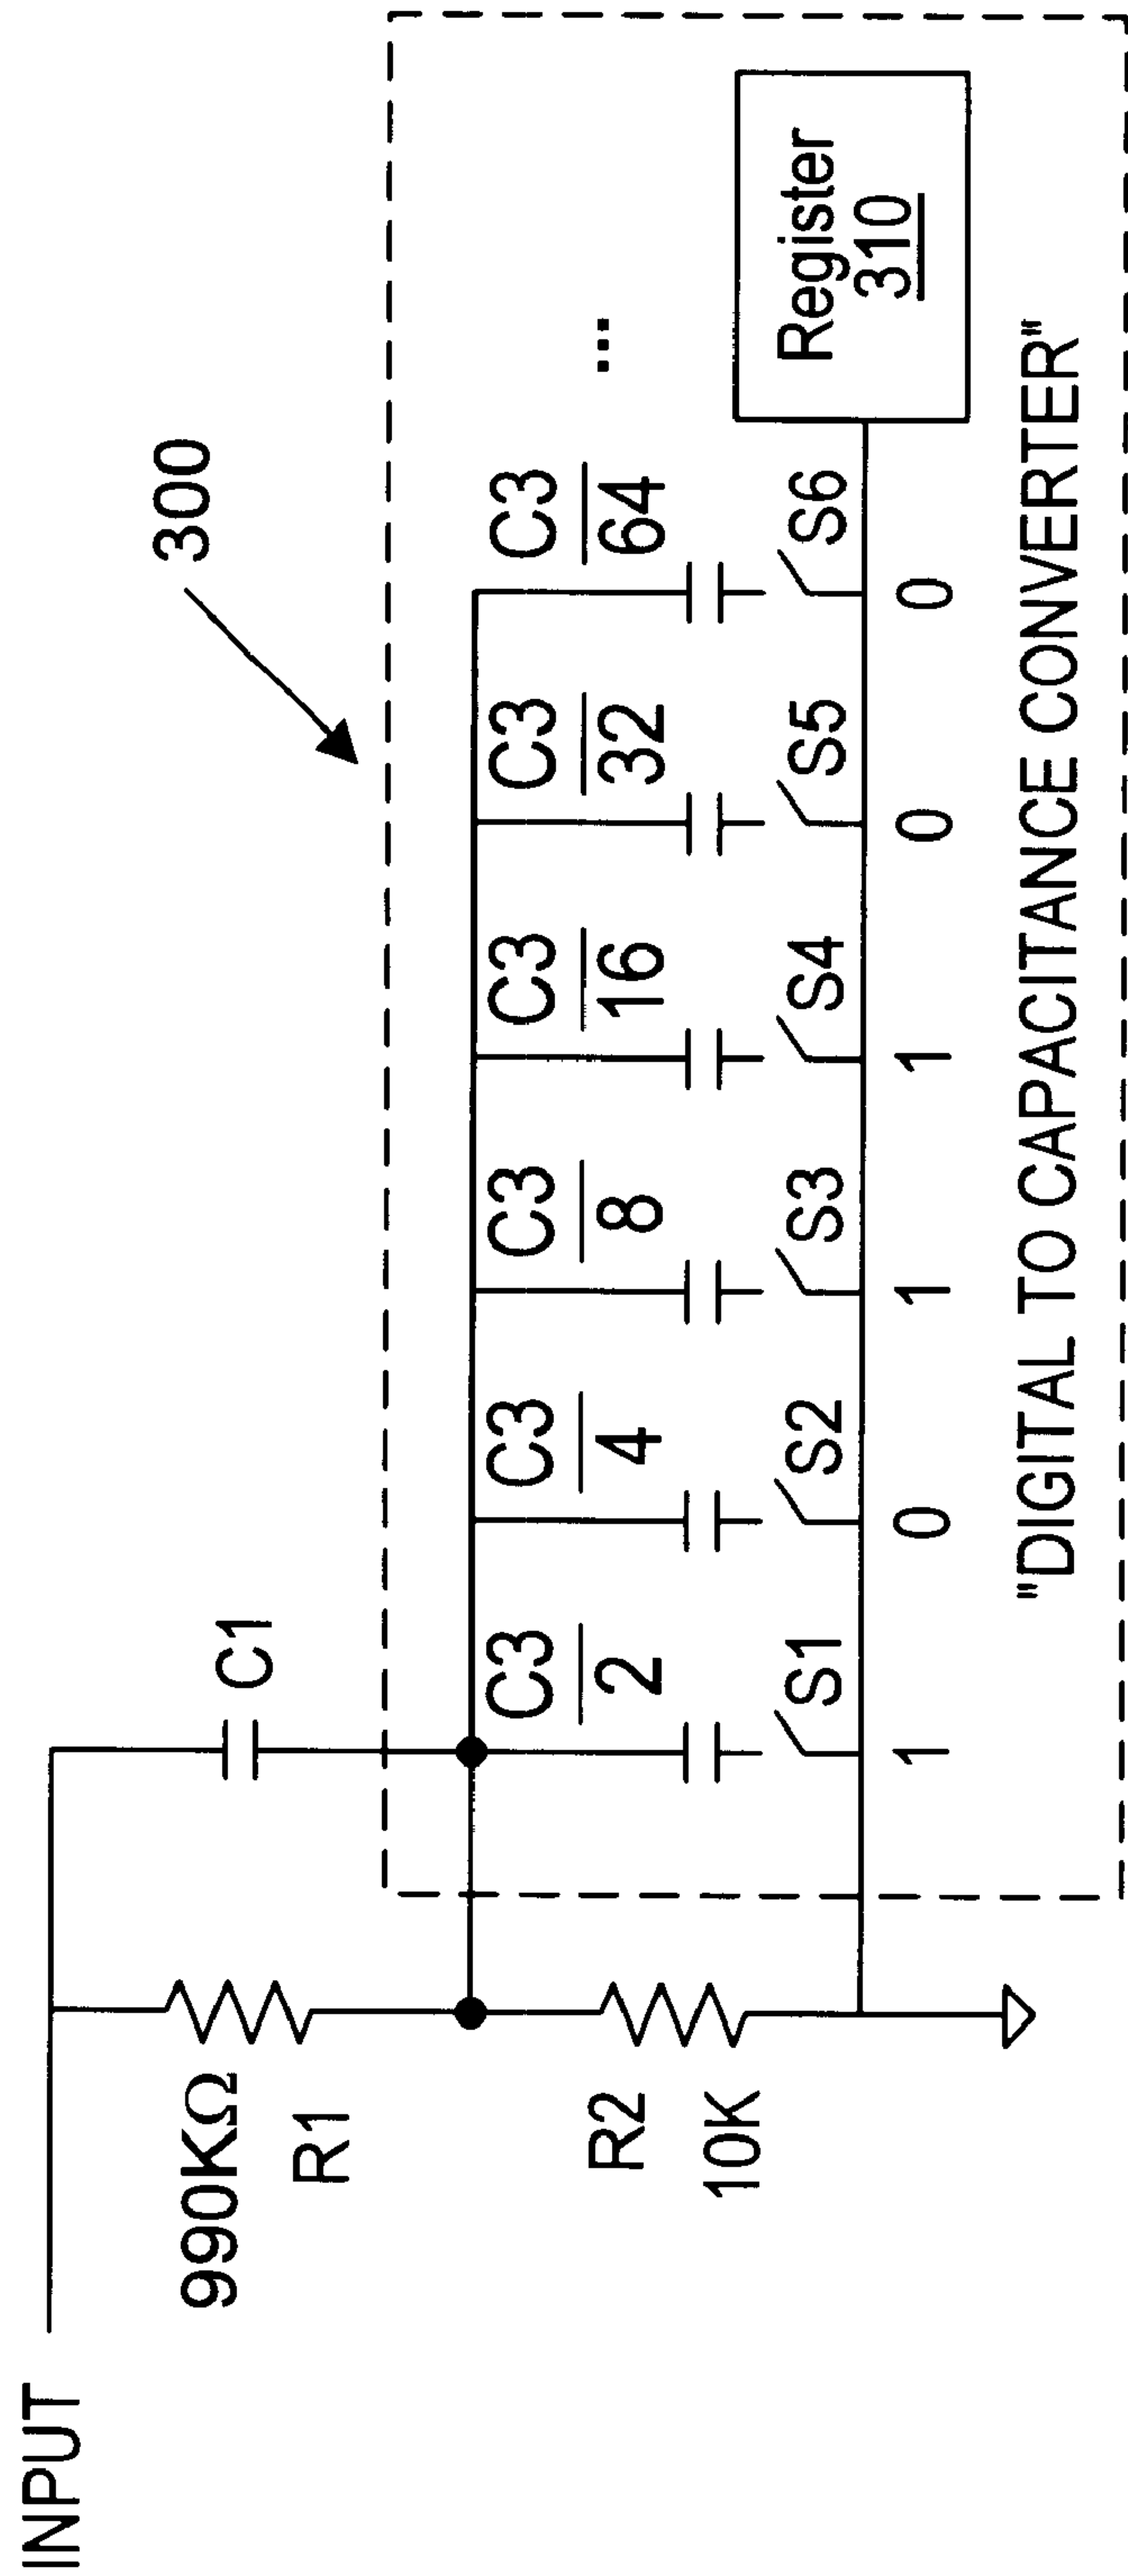 300
INPUT
990KΩ
R1
C1
R2
10K
C3
2
C3
4
C3
8
C3
16
C3
32
C3
64
...
S1
S2
S3
S4
S5
S6
Register
310
1 0 1 1 0 0
"DIGITAL TO CAPACITANCE CONVERTER"